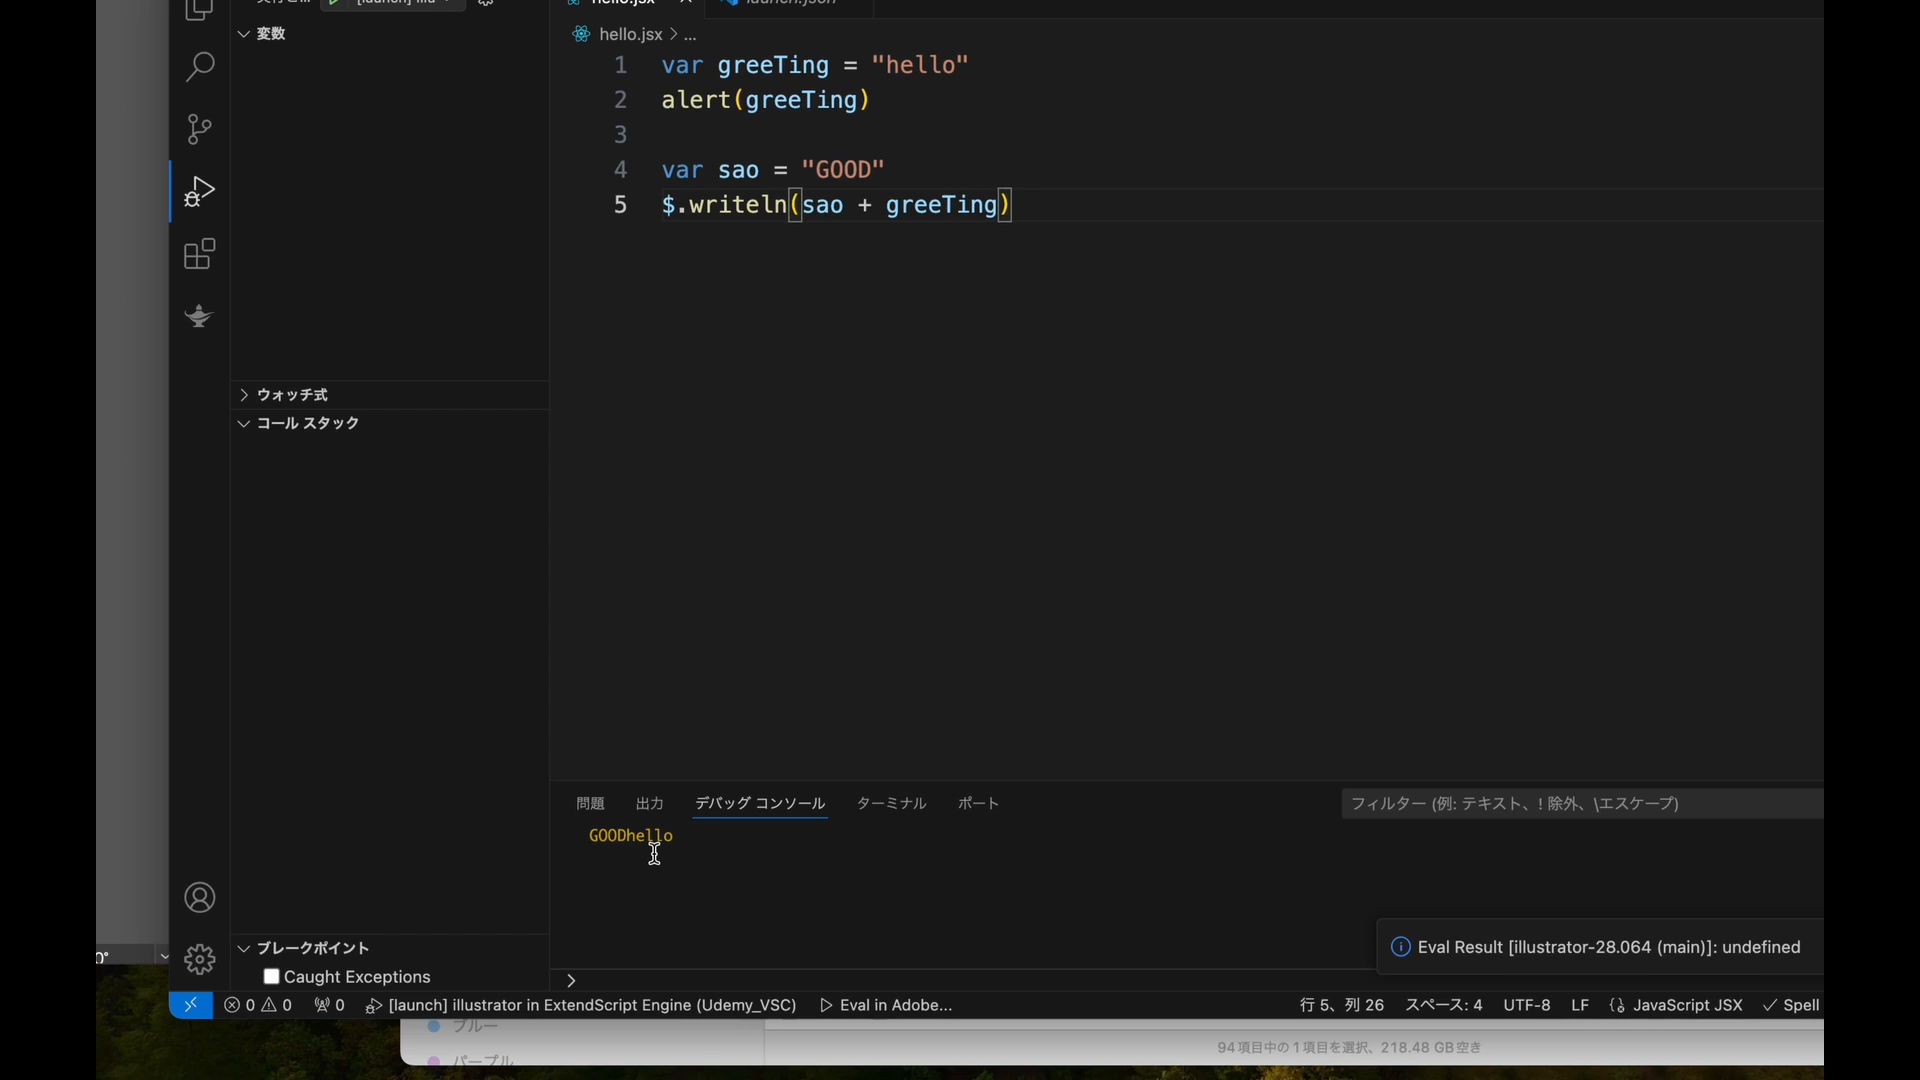 変数
hello.jsx > ...
1 var greeTing = "hello"
2 alert(greeTing)
3
4 var sao = "GOOD"
5 $.writeln(sao + greeTing)
ウォッチ式
コール スタック
問題 出力 デバッグ コンソール ターミナル ポート
フィルター (例: テキスト、! 除外、\エスケープ)
GOODhello
ブレークポイント
Caught Exceptions
Eval Result [illustrator-28.064 (main)]: undefined
0 0 0 [launch] illustrator in ExtendScript Engine (Udemy_VSC) Eval in Adobe... 行 5、列 26 スペース: 4 UTF-8 LF {} JavaScript JSX Spell
ブルー
パープル
94項目中の1項目を選択、218.48 GB空き